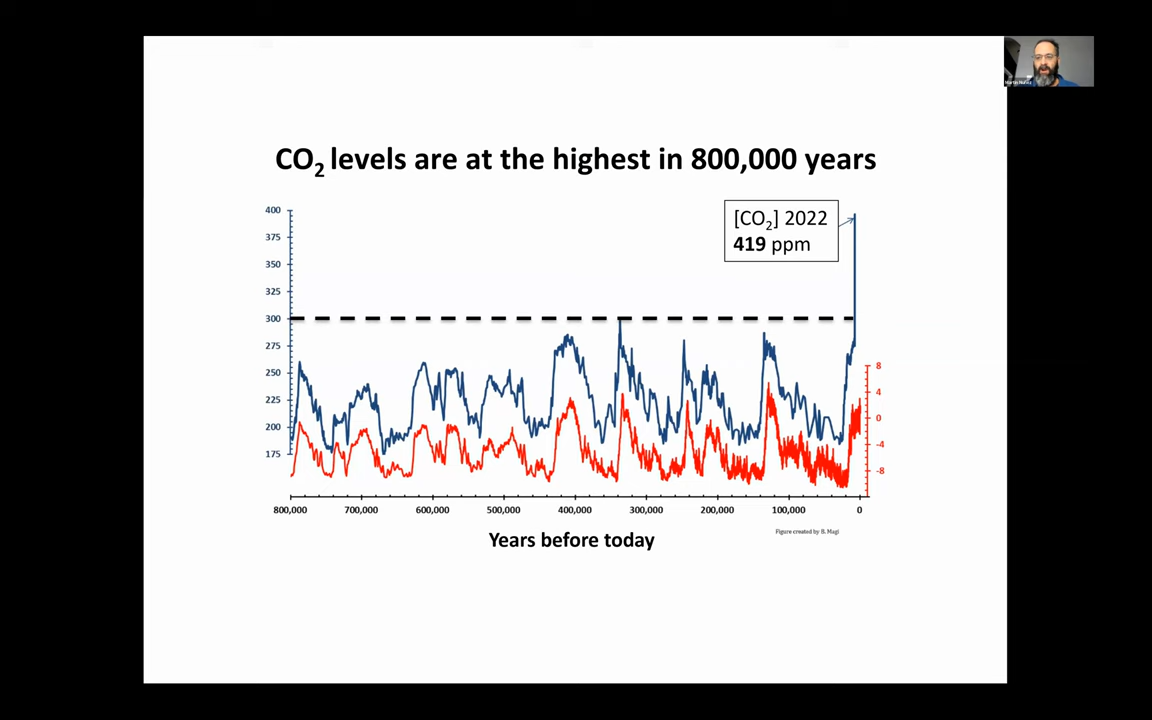 CO2 levels are at the highest in 800,000 years
400
375
350
325
300
275
250
225
200
175
[CO2] 2022
419 ppm
8
4
0
-4
-8
800,000 700,000 600,000 500,000 400,000 300,000 200,000 100,000 0
Years before today
Figure created by B. Magi